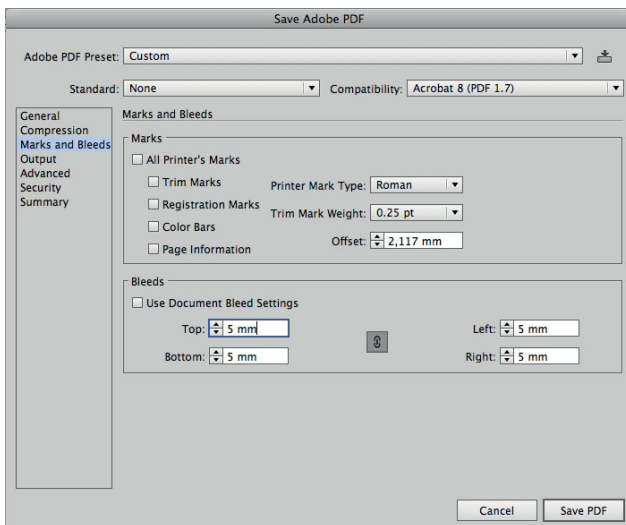 Save Adobe PDF
Adobe PDF Preset: Custom
Standard: None Compatibility: Acrobat 8 (PDF 1.7)
General
Compression
Marks and Bleeds
Output
Advanced
Security
Summary
Marks and Bleeds
Marks
All Printer's Marks
Trim Marks
Registration Marks
Color Bars
Page Information
Printer Mark Type: Roman
Trim Mark Weight: 0.25 pt
Offset: 2,117 mm
Bleeds
Use Document Bleed Settings
Top: 5 mm Left: 5 mm
Bottom: 5 mm Right: 5 mm
Cancel Save PDF